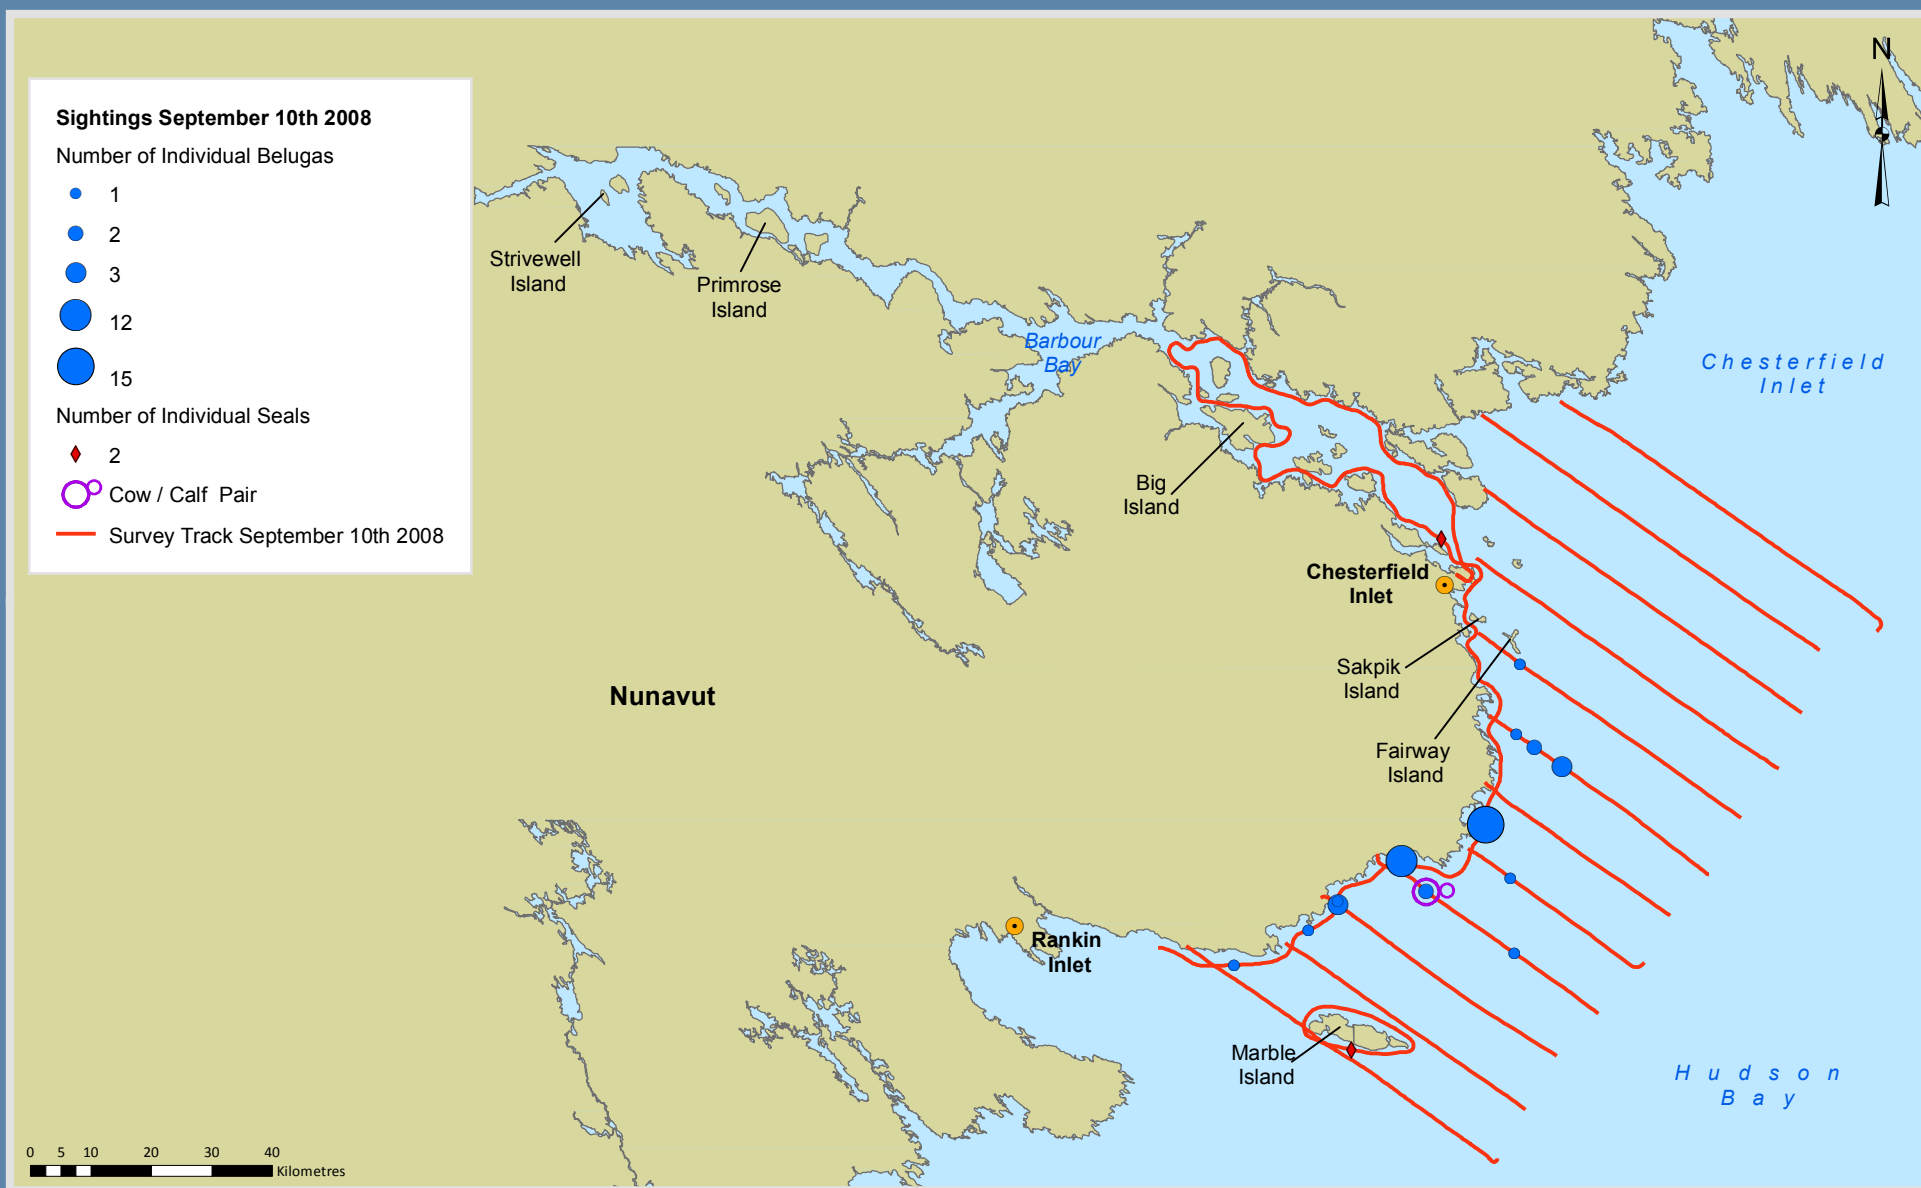 Sightings September 10th 2008
Number of Individual Belugas
1
2
3
12
15
Number of Individual Seals
2
Cow / Calf Pair
Survey Track September 10th 2008
N
Strivewell
Island
Primrose
Island
Barbour
Bay
Chesterfield
Inlet
Big
Island
Chesterfield
Inlet
Sakpik
Island
Nunavut
Fairway
Island
Rankin
Inlet
Marble
Island
Hudson
Bay
0 5 10 20 30 40
Kilometres